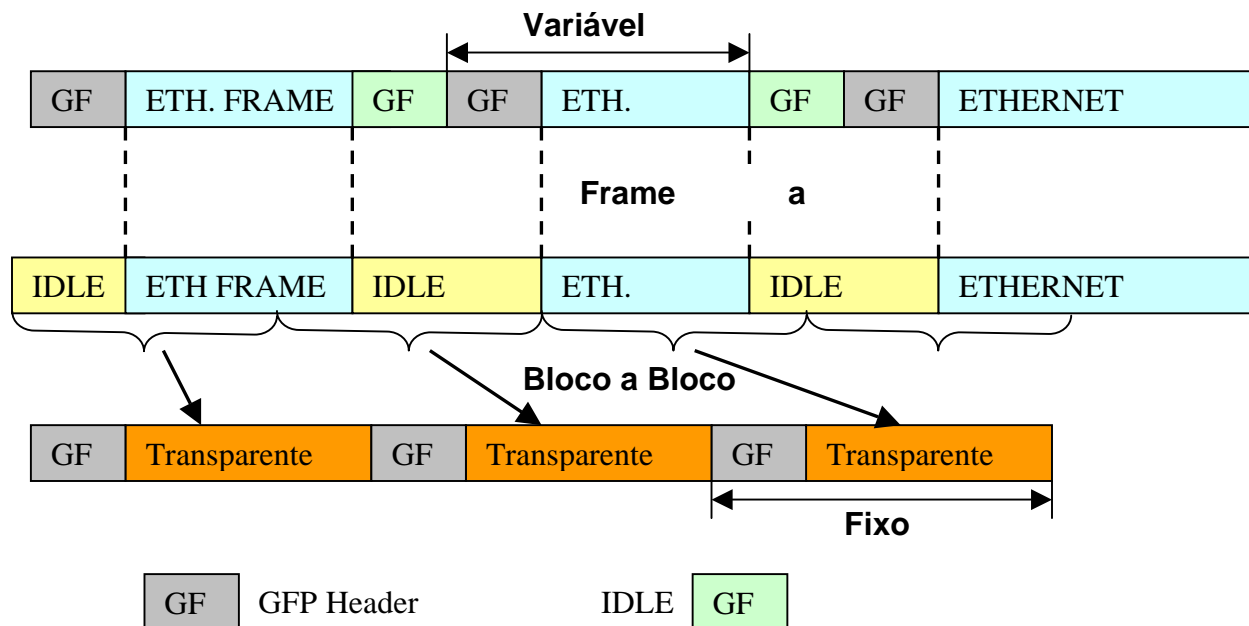 Variável
GF ETH. FRAME GF GF ETH. GF GF ETHERNET
Frame a
IDLE ETH FRAME IDLE ETH. IDLE ETHERNET
Bloco a Bloco
GF Transparente GF Transparente GF Transparente
Fixo
GF GFP Header IDLE GF